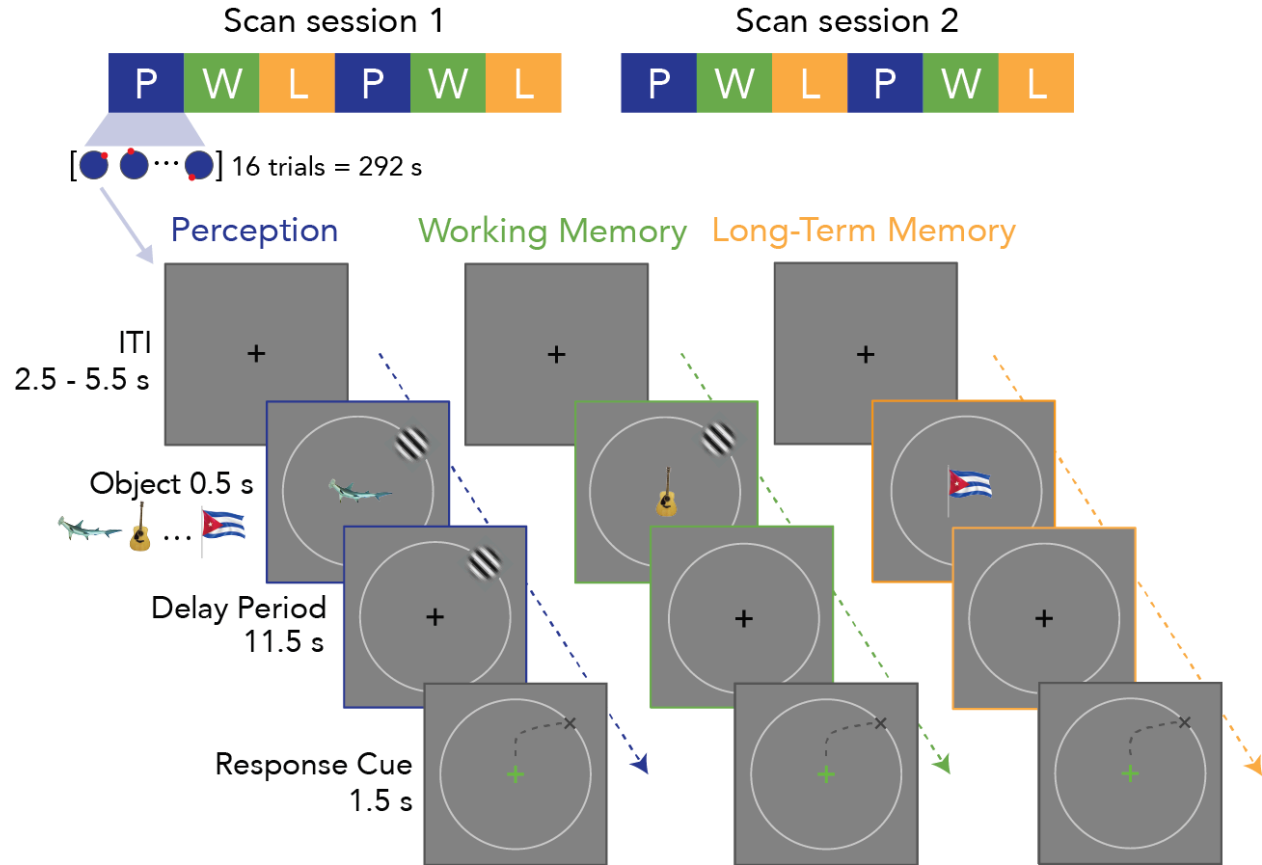 Scan session 1
Scan session 2
P W L P W L
P W L P W L
[ ... ] 16 trials = 292 s
Perception
Working Memory
Long-Term Memory
ITI
2.5 - 5.5 s
Object 0.5 s
...
Delay Period
11.5 s
Response Cue
1.5 s